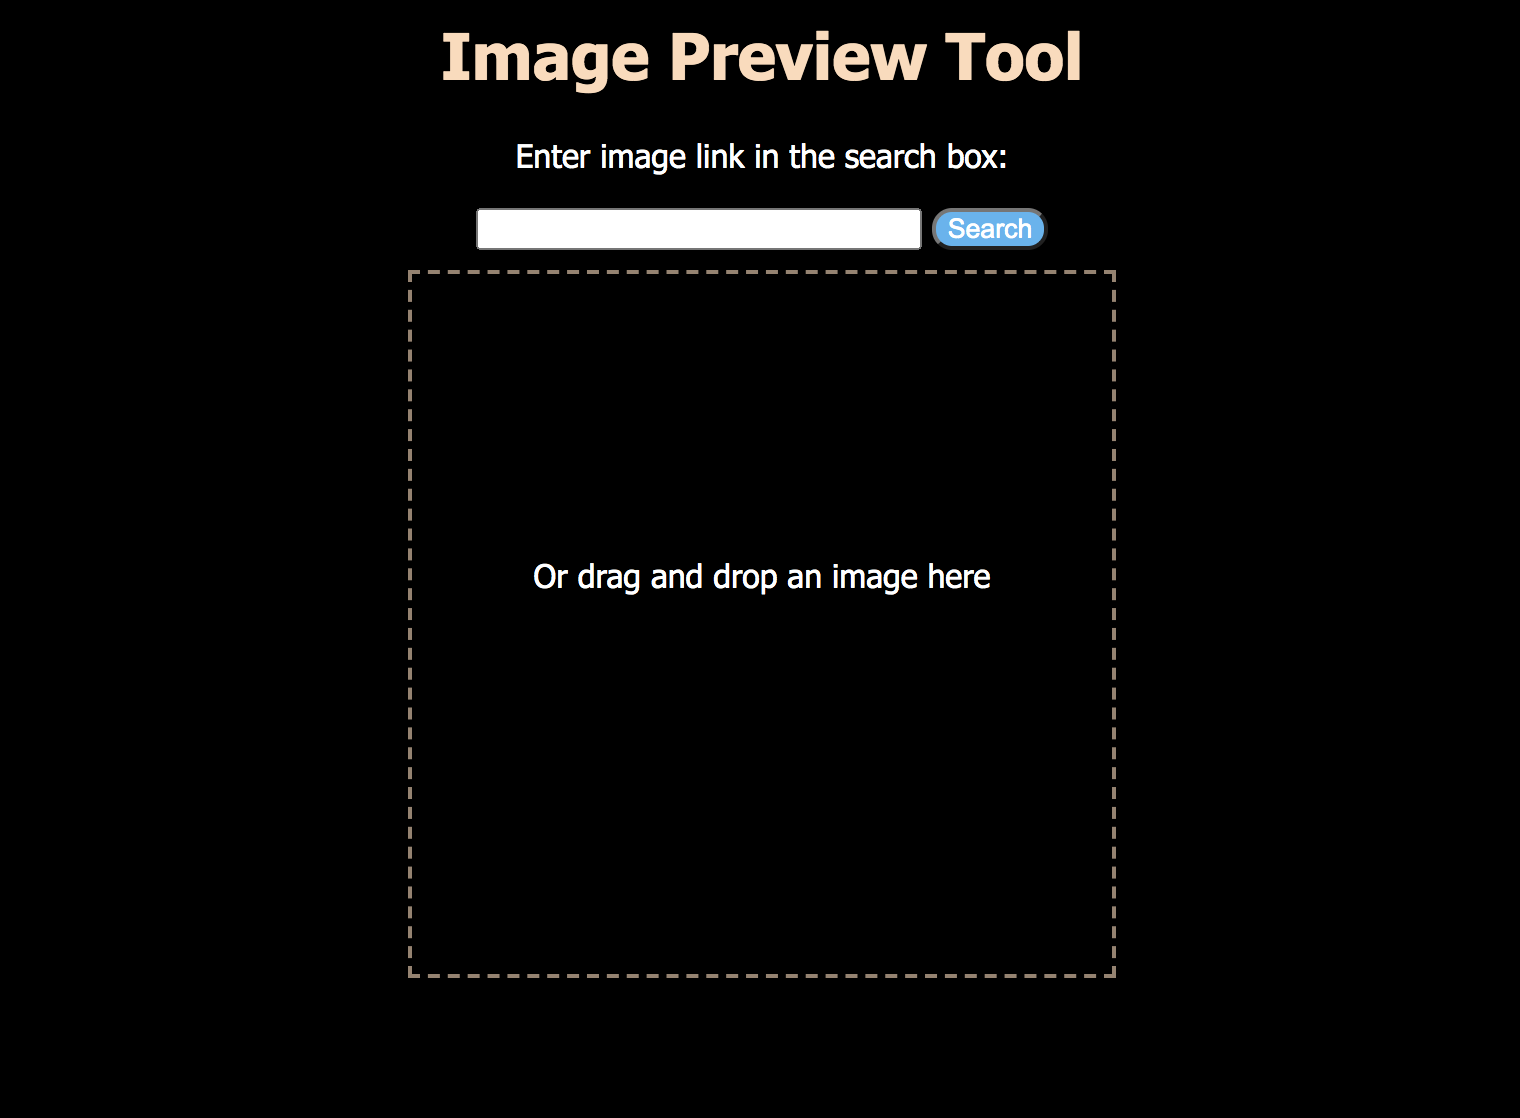 Image Preview Tool
Enter image link in the search box:
Search
Or drag and drop an image here